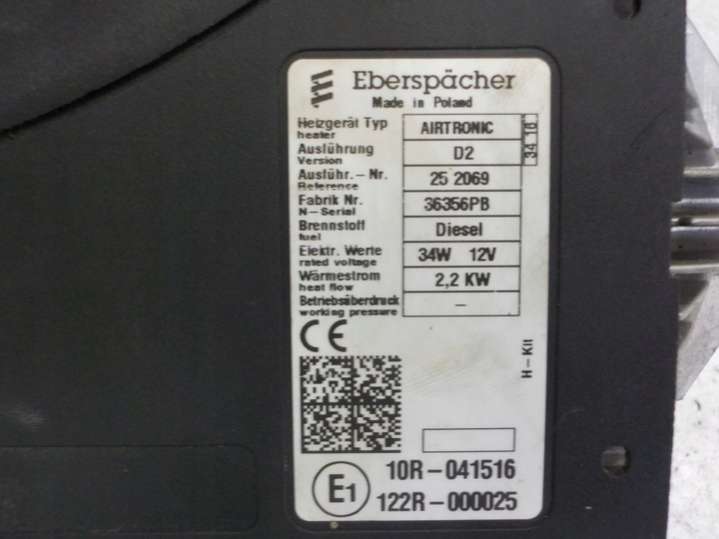 Eberspächer
Made in Poland
Heizgerät Typ AIRTRONIC
heater
Ausführung D2
Version
Ausführ.-Nr. 25 2069
Reference
Fabrik Nr. 36356PB
N-Serial
Brennstoff Diesel
fuel
Elektr. Werte 34W 12V
rated voltage
Wärmestrom 2,2 KW
heat flow
Betriebsüberdruck -
working pressure
34 16
CE
H-Kit
E1
10R-041516
122R-000025